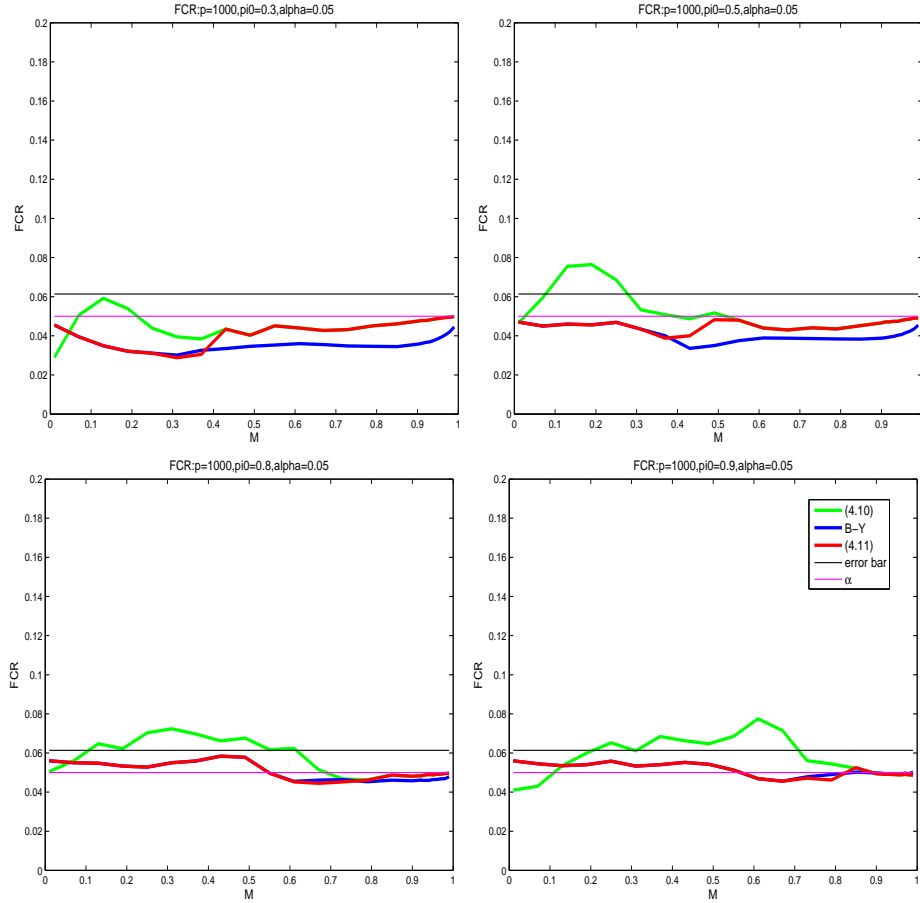 FCR:p=1000,pi0=0.3,alpha=0.05
0.2
0.18
0.16
0.14
0.12
0.1
0.08
0.06
0.04
0.02
0
FCR
0.1 0.2 0.3 0.4 0.5 0.6 0.7 0.8 0.9 1
M
FCR:p=1000,pi0=0.5,alpha=0.05
0.2
0.18
0.16
0.14
0.12
0.1
0.08
0.06
0.04
0.02
0
FCR
0 0.1 0.2 0.3 0.4 0.5 0.6 0.7 0.8 0.9
M
FCR:p=1000,pi0=0.8,alpha=0.05
0.2
0.18
0.16
0.14
0.12
0.1
0.08
0.06
0.04
0.02
0
FCR
0 0.1 0.2 0.3 0.4 0.5 0.6 0.7 0.8 0.9 1
M
FCR:p=1000,pi0=0.9,alpha=0.05
0.2
0.18
0.16
0.14
0.12
0.1
0.08
0.06
0.04
0.02
0
FCR
0 0.1 0.2 0.3 0.4 0.5 0.6 0.7 0.8 0.9 1
M
(4.10)
B−Y
(4.11)
error bar
α